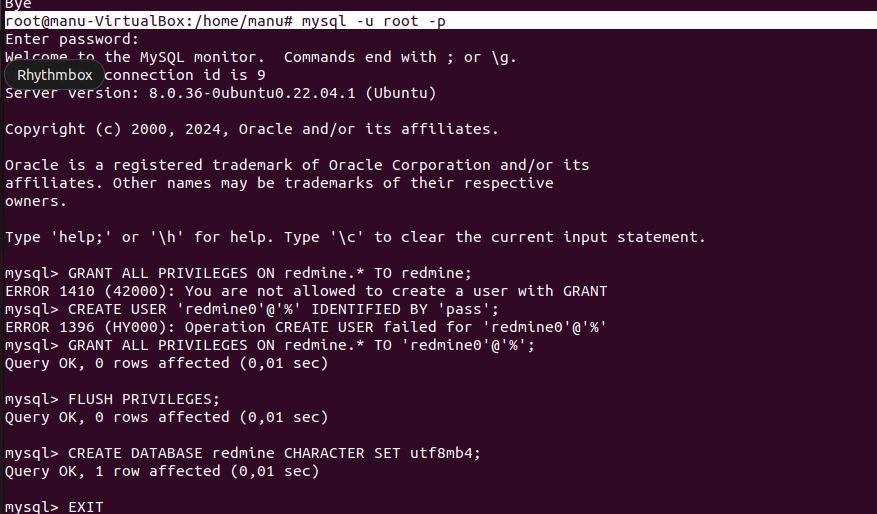 Bye
root@manu-VirtualBox:/home/manu# mysql -u root -p
Enter password:
Welcome to the MySQL monitor.  Commands end with ; or \g.
Rhythmbox connection id is 9
Server version: 8.0.36-0ubuntu0.22.04.1 (Ubuntu)
Copyright (c) 2000, 2024, Oracle and/or its affiliates.
Oracle is a registered trademark of Oracle Corporation and/or its
affiliates. Other names may be trademarks of their respective
owners.
Type 'help;' or '\h' for help. Type '\c' to clear the current input statement.
mysql> GRANT ALL PRIVILEGES ON redmine.* TO redmine;
ERROR 1410 (42000): You are not allowed to create a user with GRANT
mysql> CREATE USER 'redmine0'@'%' IDENTIFIED BY 'pass';
ERROR 1396 (HY000): Operation CREATE USER failed for 'redmine0'@'%'
mysql> GRANT ALL PRIVILEGES ON redmine.* TO 'redmine0'@'%';
Query OK, 0 rows affected (0,01 sec)
mysql> FLUSH PRIVILEGES;
Query OK, 0 rows affected (0,01 sec)
mysql> CREATE DATABASE redmine CHARACTER SET utf8mb4;
Query OK, 1 row affected (0,01 sec)
mysql> EXIT